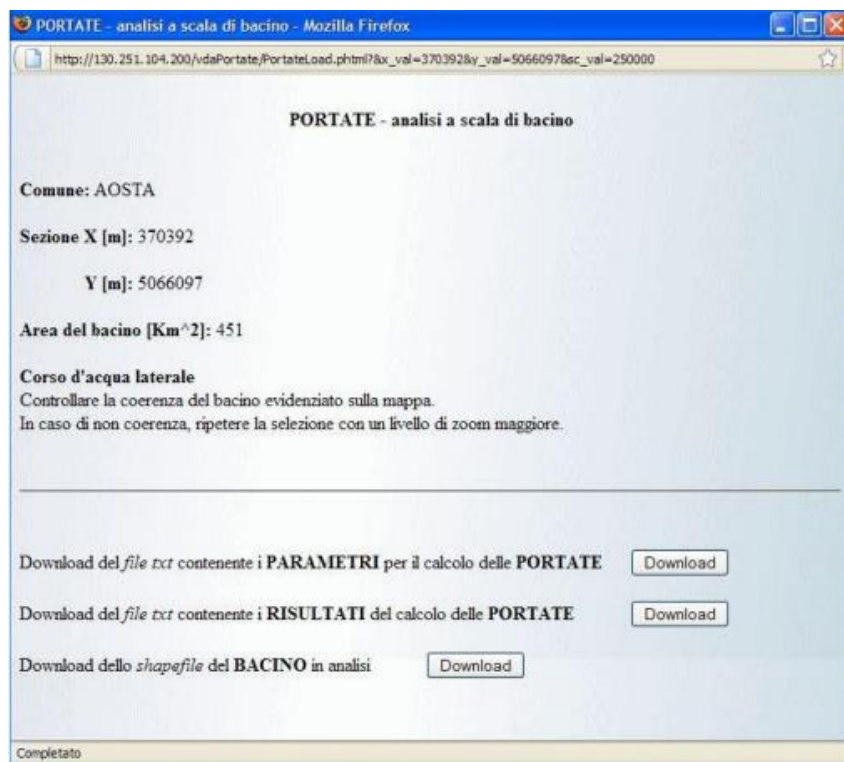 PORTATE - analisi a scala di bacino - Mozilla Firefox
http://130.251.104.200/vdaPortate/PortateLoad.phtml?&x_val=370392&y_val=5066097&sc_val=250000
PORTATE - analisi a scala di bacino
Comune: AOSTA
Sezione X [m]: 370392
Y [m]: 5066097
Area del bacino [Km^2]: 451
Corso d'acqua laterale
Controllare la coerenza del bacino evidenziato sulla mappa.
In caso di non coerenza, ripetere la selezione con un livello di zoom maggiore.
Download del file txt contenente i PARAMETRI per il calcolo delle PORTATE Download
Download del file txt contenente i RISULTATI del calcolo delle PORTATE Download
Download dello shapefile del BACINO in analisi Download
Completato